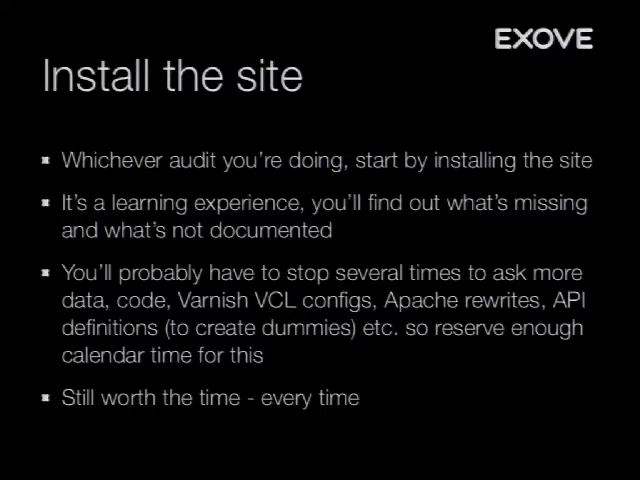 EXOVE
Install the site
Whichever audit you're doing, start by installing the site
It's a learning experience, you'll find out what's missing
and what's not documented
You'll probably have to stop several times to ask more
data, code, Varnish VCL configs, Apache rewrites, API
definitions (to create dummies) etc. so reserve enough
calendar time for this
Still worth the time - every time